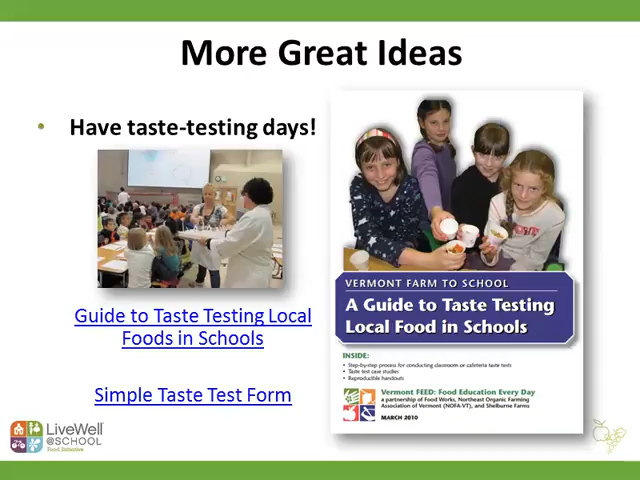 More Great Ideas
• Have taste-testing days!
Guide to Taste Testing Local
Foods in Schools
Simple Taste Test Form
VERMONT FARM TO SCHOOL
A Guide to Taste Testing
Local Food in Schools
INSIDE:
• Step-by-step process for conducting classroom or cafeteria taste tests
• Taste test case studies
• Reproducible handouts
Vermont FEED: Food Education Every Day
a partnership of Food Works, Northeast Organic Farming
Association of Vermont (NOFA-VT), and Shelburne Farms
MARCH 2010
LiveWell
@SCHOOL
Food Initiative